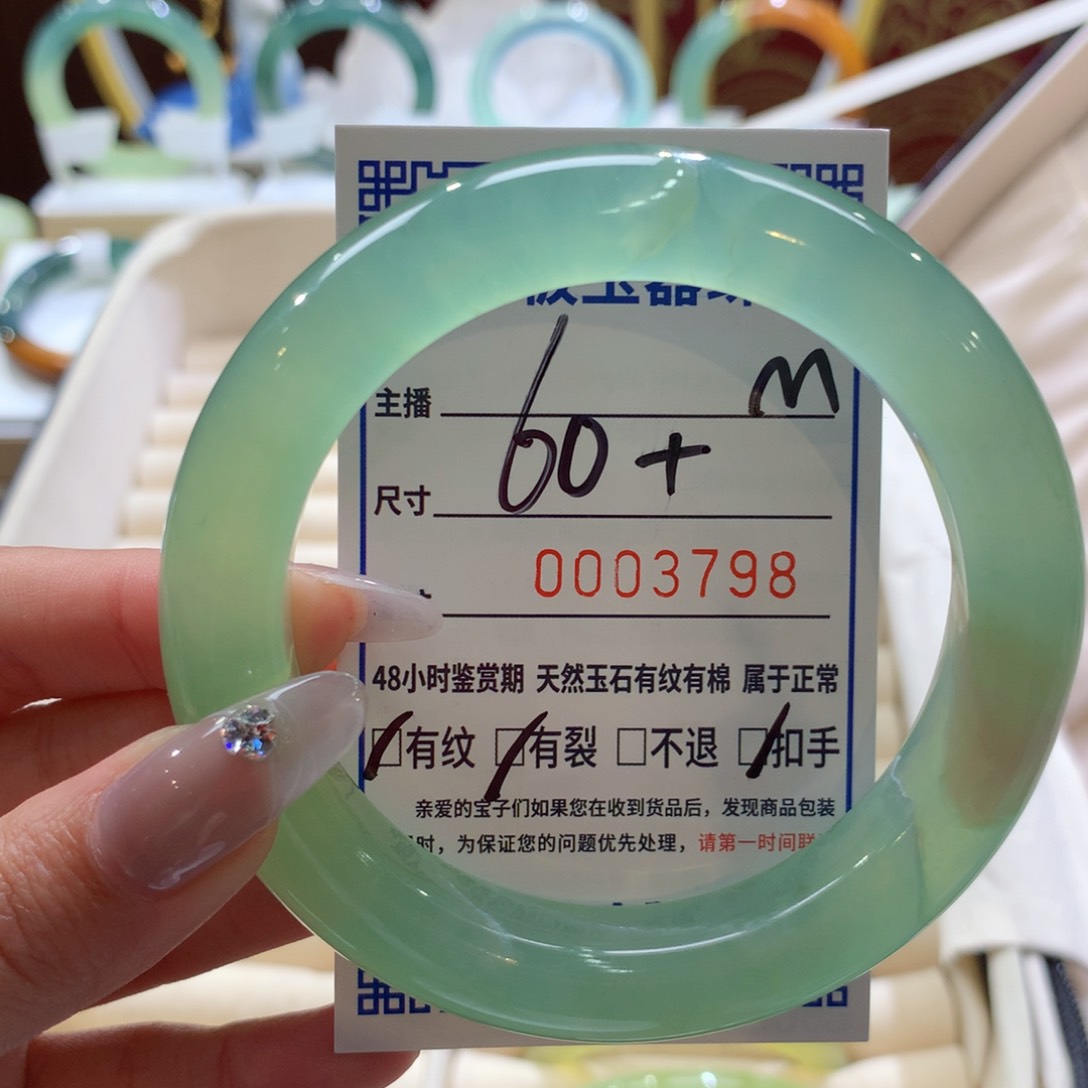 玉器
主播 M
尺寸 60+
0003798
48小时鉴赏期 天然玉石有纹有棉 属于正常
☑有纹 ☑有裂 ☐不退 ☑扣手
亲爱的宝子们如果您在收到货品后，发现商品包装
时，为保证您的问题优先处理，请第一时间联